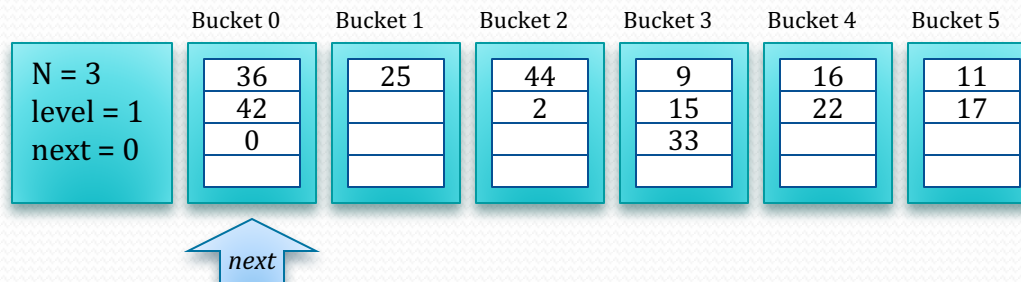 Bucket 0 Bucket 1 Bucket 2 Bucket 3 Bucket 4 Bucket 5
N = 3
level = 1
next = 0
36 25 44 9 16 11
42 2 15 22 17
0 33
next